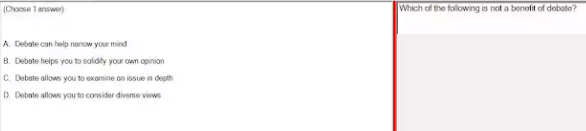 (Choose 1 answer)
A. Debate can help narrow your mind
B. Debate helps you to solidify your own opinion
C. Debate allows you to examine an issue in depth
D. Debate allows you to consider diverse views
Which of the following is not a benefit of debate?